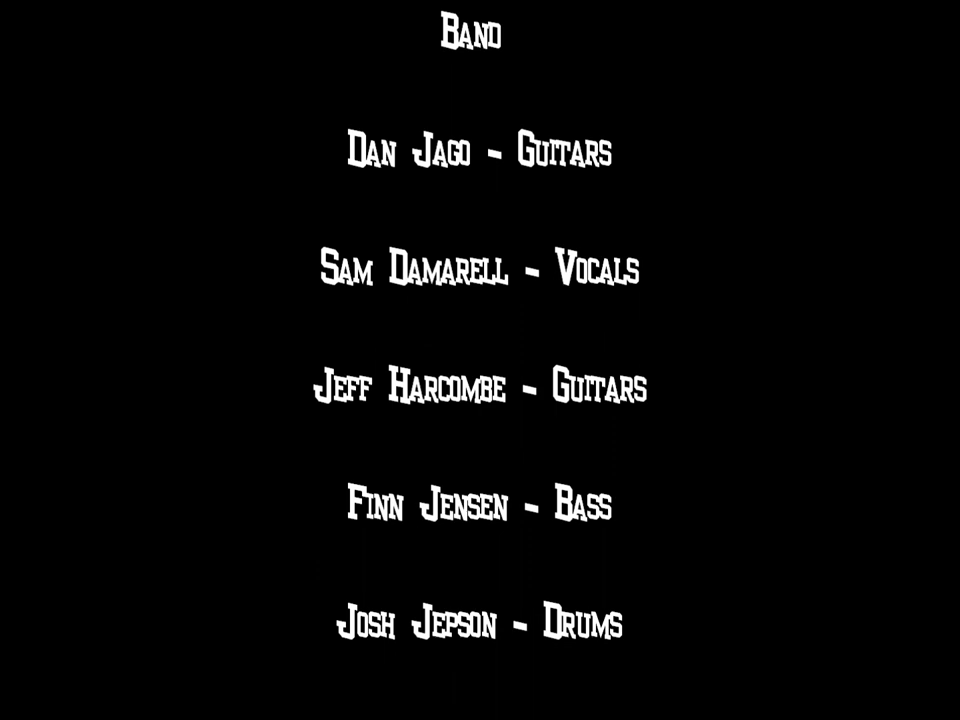 Band
Dan Jago - Guitars
Sam Damarell - Vocals
Jeff Harcombe - Guitars
Finn Jensen - Bass
Josh Jepson - Drums